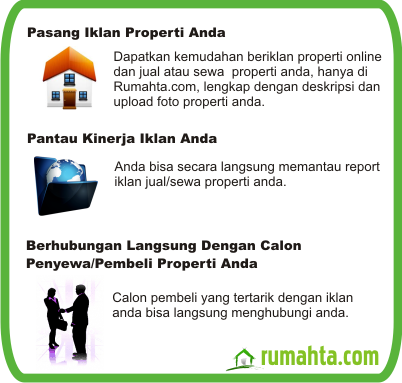 Pasang Iklan Properti Anda
Dapatkan kemudahan beriklan properti online
dan jual atau sewa properti anda, hanya di
Rumahta.com, lengkap dengan deskripsi dan
upload foto properti anda.
Pantau Kinerja Iklan Anda
Anda bisa secara langsung memantau report
iklan jual/sewa properti anda.
Berhubungan Langsung Dengan Calon
Penyewa/Pembeli Properti Anda
Calon pembeli yang tertarik dengan iklan
anda bisa langsung menghubungi anda.
rumahta.com